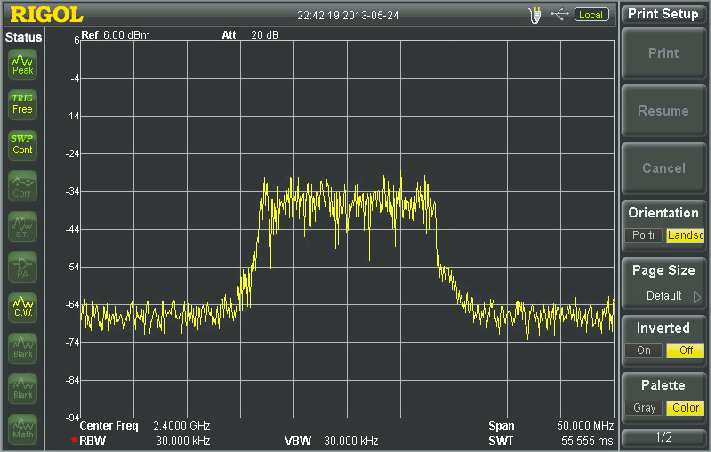 RIGOL 22:42:19 2013-05-24 Local Print Setup
Status
Ref 6.00 dBm Att 20 dB
6
-4
-14
-24
-34
-44
-54
-64
-74
-84
-94
Peak
TRIG
Free
SWP
Cont
Corr
S.T.
PA
C.W.
Blank
Blank
Math
Center Freq 2.4000 GHz Span 50.000 MHz
*RBW 30.000 kHz VBW 30.000 kHz SWT 55.555 ms
Print
Resume
Cancel
Orientation
Portr Landsc
Page Size
Default
Inverted
On Off
Palette
Gray Color
1/2